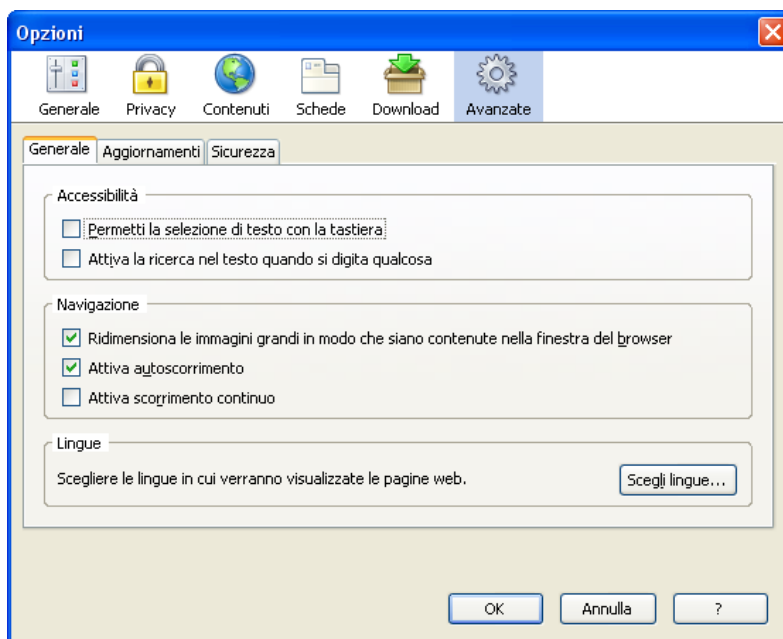 Opzioni
Generale Privacy Contenuti Schede Download Avanzate
Generale Aggiornamenti Sicurezza
Accessibilità
Permetti la selezione di testo con la tastiera
Attiva la ricerca nel testo quando si digita qualcosa
Navigazione
Ridimensiona le immagini grandi in modo che siano contenute nella finestra del browser
Attiva autoscorrimento
Attiva scorrimento continuo
Lingue
Scegliere le lingue in cui verranno visualizzate le pagine web. Scegli lingue...
OK Annulla ?